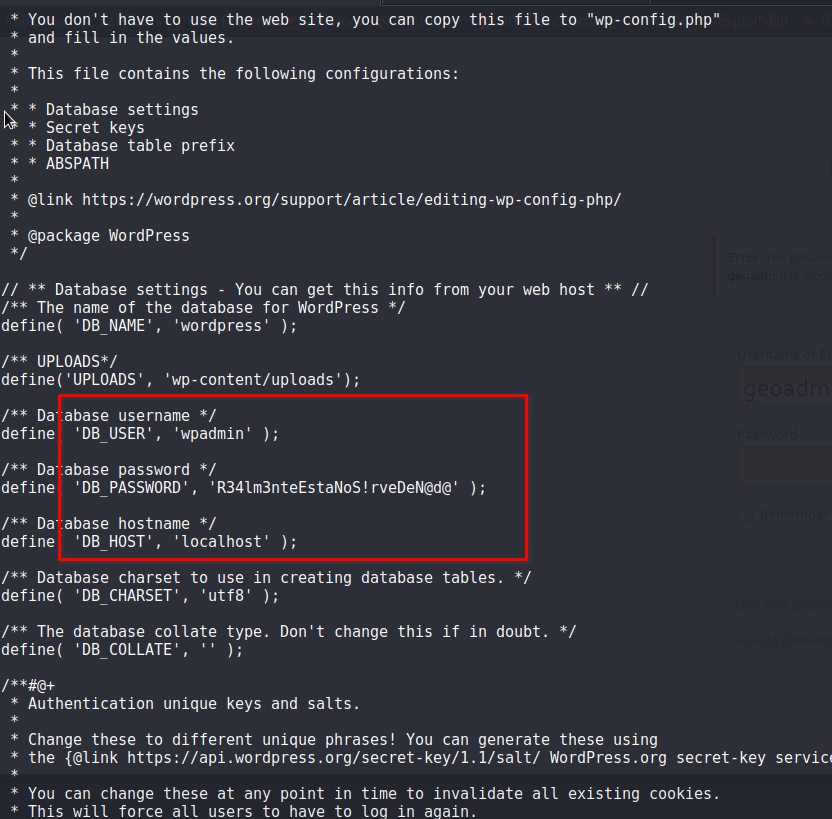 * You don't have to use the web site, you can copy this file to "wp-config.php"
 * and fill in the values.
 *
 * This file contains the following configurations:
 *
 * * Database settings
 * * Secret keys
 * * Database table prefix
 * * ABSPATH
 *
 * @link https://wordpress.org/support/article/editing-wp-config-php/
 *
 * @package WordPress
 */
// ** Database settings - You can get this info from your web host ** //
/** The name of the database for WordPress */
define( 'DB_NAME', 'wordpress' );
/** UPLOADS*/
define('UPLOADS', 'wp-content/uploads');
/** Database username */
define( 'DB_USER', 'wpadmin' );
/** Database password */
define( 'DB_PASSWORD', 'R34lm3nteEstaNoS!rveDeN@d@' );
/** Database hostname */
define( 'DB_HOST', 'localhost' );
/** Database charset to use in creating database tables. */
define( 'DB_CHARSET', 'utf8' );
/** The database collate type. Don't change this if in doubt. */
define( 'DB_COLLATE', '' );
/**#@+
 * Authentication unique keys and salts.
 *
 * Change these to different unique phrases! You can generate these using
 * the {@link https://api.wordpress.org/secret-key/1.1/salt/ WordPress.org secret-key service
 *
 * You can change these at any point in time to invalidate all existing cookies.
 * This will force all users to have to log in again.
Exploit-DB
Error: The passw
geoadmin is inco
Username or E
geoadm
Password
Remember
Lost your passw